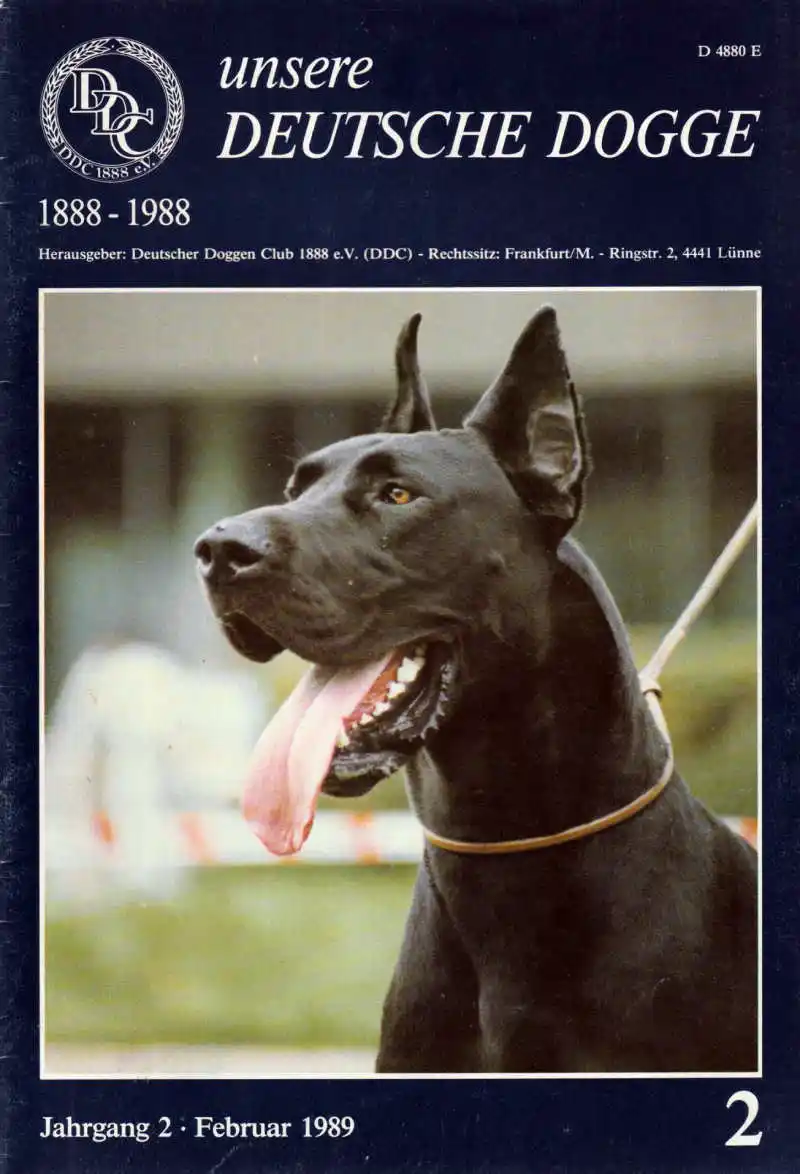 D 4880 E
unsere
DEUTSCHE DOGGE
DDC
DDC 1888 e.V.
1888 - 1988
Herausgeber: Deutscher Doggen Club 1888 e.V. (DDC) - Rechtssitz: Frankfurt/M. - Ringstr. 2, 4441 Lünne
Jahrgang 2 · Februar 1989
2